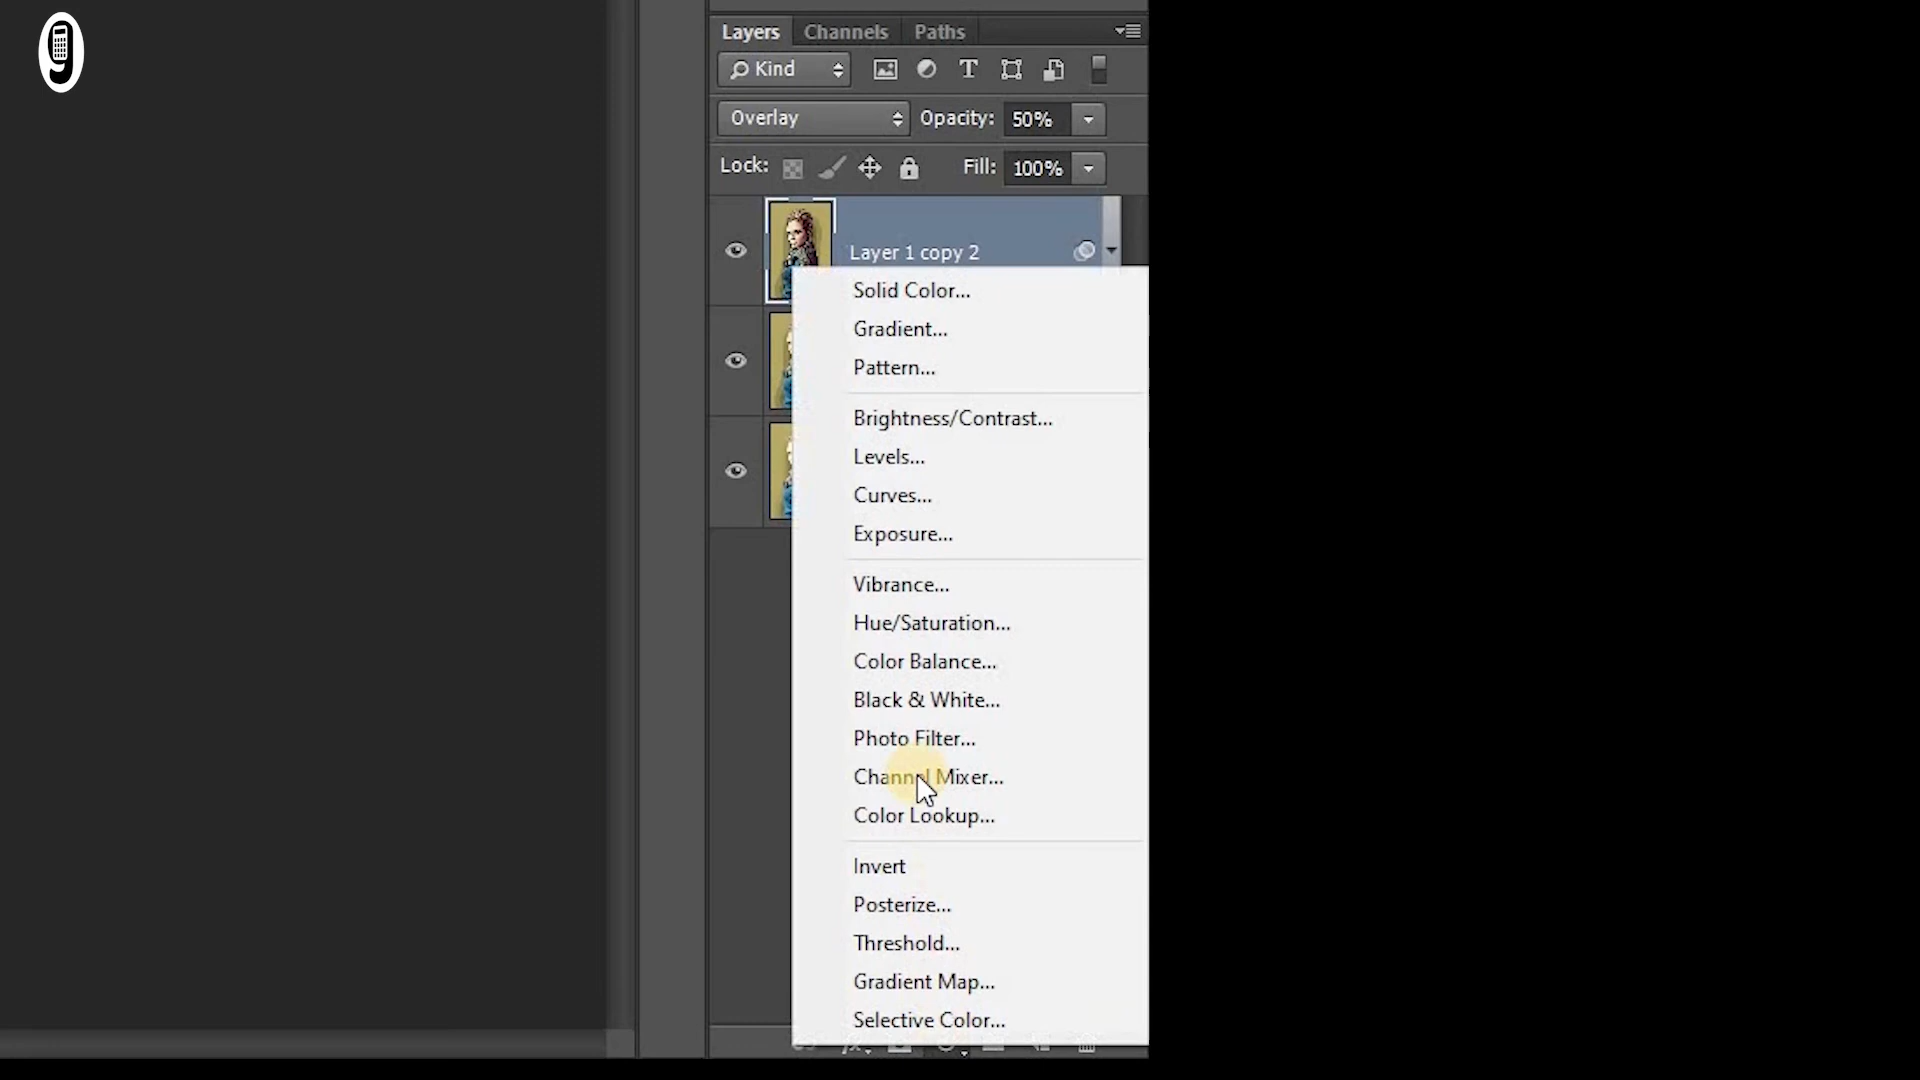 Layers Channels Paths
Kind
Overlay Opacity: 50%
Lock: Fill: 100%
Layer 1 copy 2
Solid Color...
Gradient...
Pattern...
Brightness/Contrast...
Levels...
Curves...
Exposure...
Vibrance...
Hue/Saturation...
Color Balance...
Black & White...
Photo Filter...
Channel Mixer...
Color Lookup...
Invert
Posterize...
Threshold...
Gradient Map...
Selective Color...